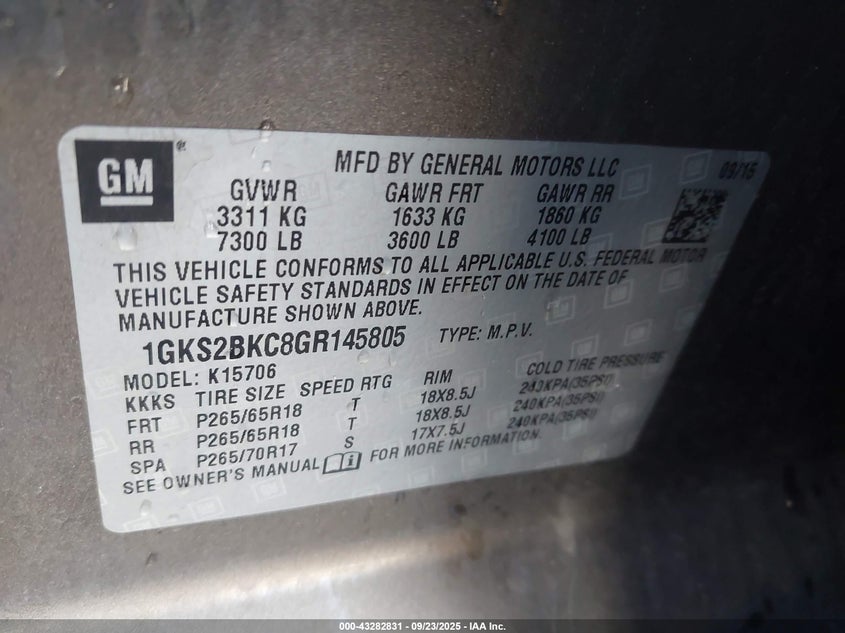 GM®
MFD BY GENERAL MOTORS LLC 09/15
GVWR GAWR FRT GAWR RR
3311 KG 1633 KG 1860 KG
7300 LB 3600 LB 4100 LB
THIS VEHICLE CONFORMS TO ALL APPLICABLE U.S. FEDERAL MOTOR
VEHICLE SAFETY STANDARDS IN EFFECT ON THE DATE OF
MANUFACTURE SHOWN ABOVE.
1GKS2BKC8GR145805 TYPE: M.P.V.
MODEL: K15706
KKKS TIRE SIZE SPEED RTG RIM COLD TIRE PRESSURE
FRT P265/65R18 T 18X8.5J 240KPA(35PSI)
RR P265/65R18 T 18X8.5J 240KPA(35PSI)
SPA P265/70R17 S 17X7.5J 240KPA(35PSI)
SEE OWNER'S MANUAL FOR MORE INFORMATION.
000-43282831 - 09/23/2025 - IAA Inc.